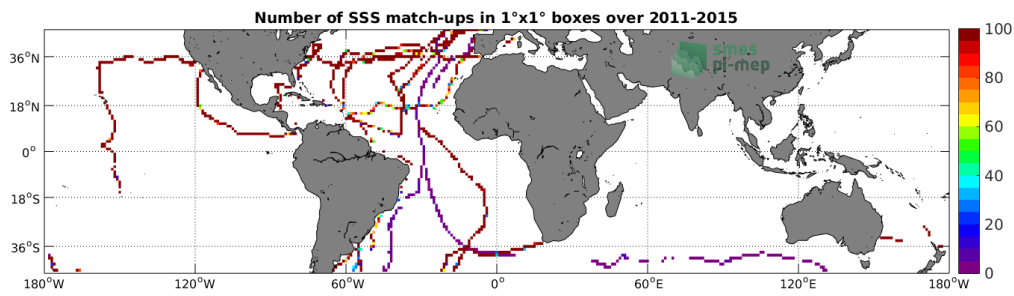 Number of SSS match-ups in 1°x1° boxes over 2011-2015
smos
pi-mep
36°N
18°N
0°
18°S
36°S
180°W 120°W 60°W 0° 60°E 120°E 180°W
100
80
60
40
20
0